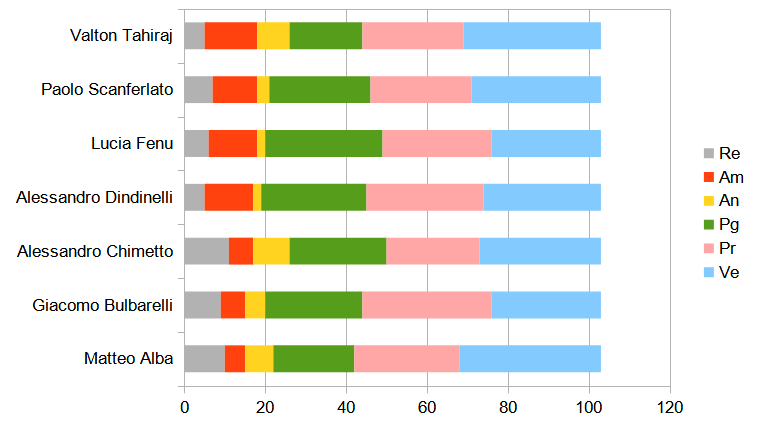 Valton Tahiraj
Paolo Scanferlato
Lucia Fenu
Alessandro Dindinelli
Alessandro Chimetto
Giacomo Bulbarelli
Matteo Alba
0 20 40 60 80 100 120
Re
Am
An
Pg
Pr
Ve